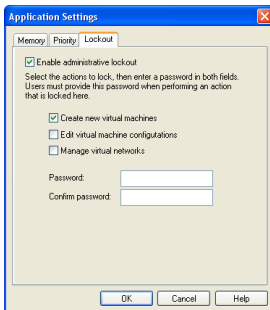 Application Settings
Memory Priority Lockout
Enable administrative lockout
Select the actions to lock, then enter a password in both fields.
Users must provide this password when performing an action
that is locked here.
Create new virtual machines
Edit virtual machine configutations
Manage virtual networks
Password:
Confirm password:
OK Cancel Help